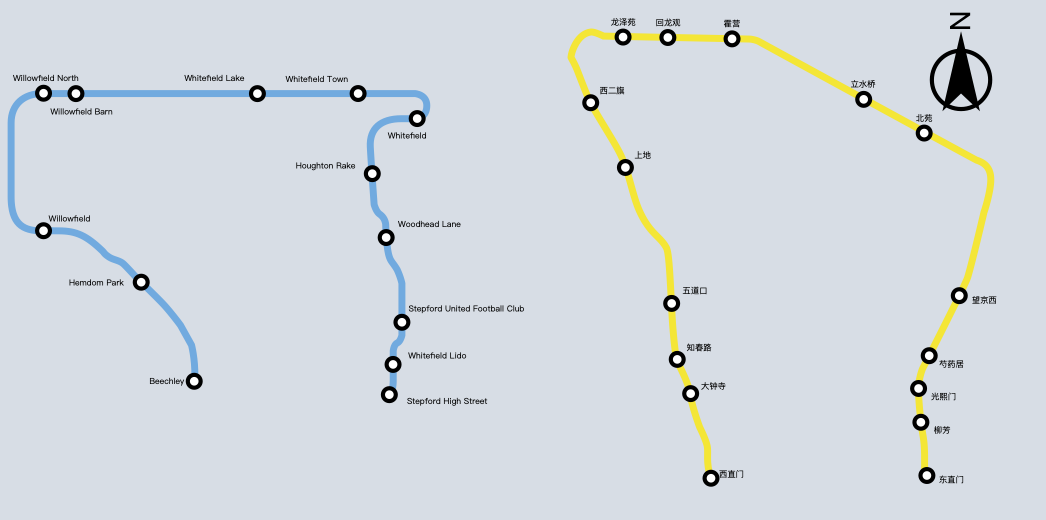 Willowfield North
Willowfield Barn
Whitefield Lake
Whitefield Town
Whitefield
Houghton Rake
Woodhead Lane
Stepford United Football Club
Whitefield Lido
Stepford High Street
Willowfield
Hemdom Park
Beechley
龙泽苑
回龙观
霍营
立水桥
北苑
望京西
芍药居
光熙门
柳芳
东直门
西二旗
上地
五道口
知春路
大钟寺
西直门
N